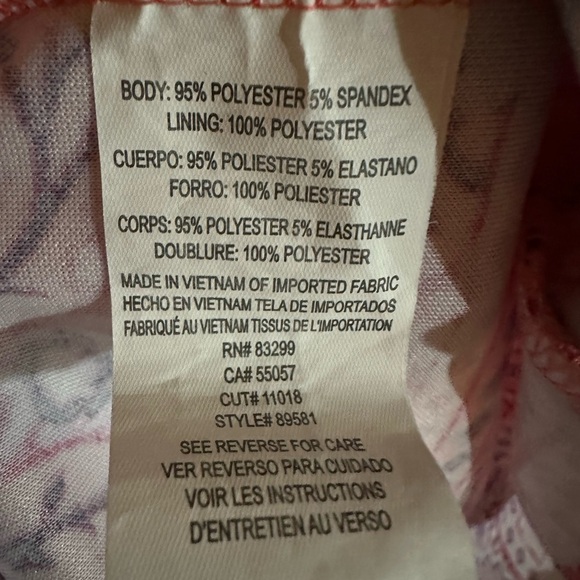 BODY: 95% POLYESTER 5% SPANDEX
LINING: 100% POLYESTER
CUERPO: 95% POLIESTER 5% ELASTANO
FORRO: 100% POLIESTER
CORPS: 95% POLYESTER 5% ELASTHANNE
DOUBLURE: 100% POLYESTER
MADE IN VIETNAM OF IMPORTED FABRIC
HECHO EN VIETNAM TELA DE IMPORTADOS
FABRIQUÉ AU VIETNAM TISSUS DE L'IMPORTATION
RN# 83299
CA# 55057
CUT# 11018
STYLE# 89581
SEE REVERSE FOR CARE
VER REVERSO PARA CUIDADO
VOIR LES INSTRUCTIONS
D'ENTRETIEN AU VERSO